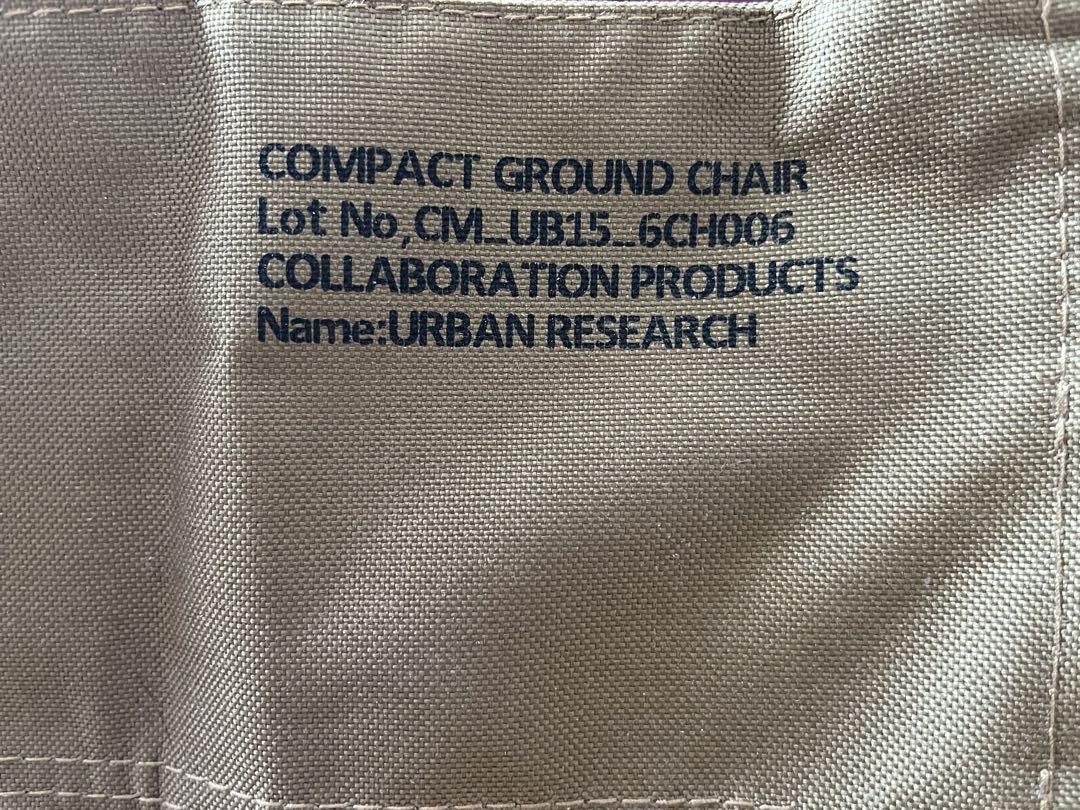 COMPACT GROUND CHAIR
Lot No,CM_UB15_6CH006
COLLABORATION PRODUCTS
Name:URBAN RESEARCH